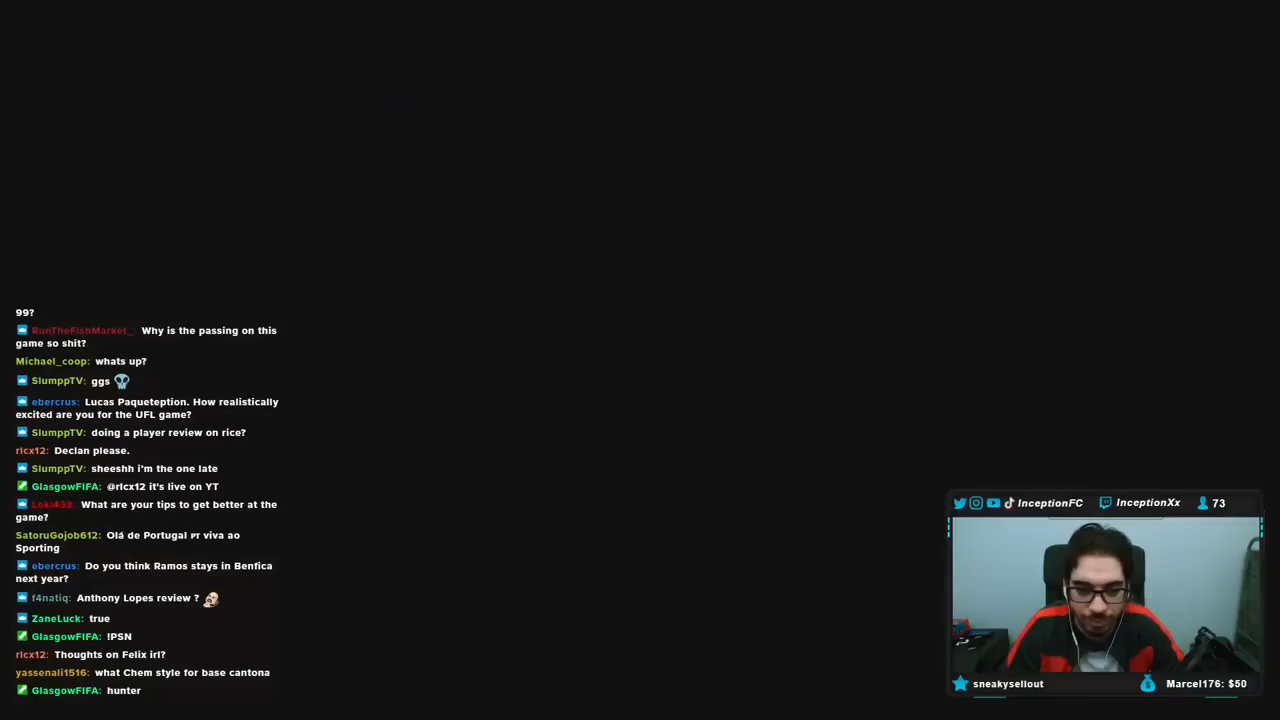 99?
RunTheFishMarket_: Why is the passing on this
game so shit?
Michael_coop: whats up?
SlumppTV: ggs
ebercrus: Lucas Paqueteption. How realistically
excited are you for the UFL game?
SlumppTV: doing a player review on rice?
rlcx12: Declan please.
SlumppTV: sheeshh i'm the one late
GlasgowFIFA: @rlcx12 it's live on YT
Loki433: What are your tips to get better at the
game?
SatoruGojob612: Olá de Portugal PT viva ao
Sporting
ebercrus: Do you think Ramos stays in Benfica
next year?
f4natiq: Anthony Lopes review ?
ZaneLuck: true
GlasgowFIFA: !PSN
rlcx12: Thoughts on Felix irl?
yassenali1516: what Chem style for base cantona
GlasgowFIFA: hunter
InceptionFC InceptionXx 73
sneakysellout Marcel176: $50